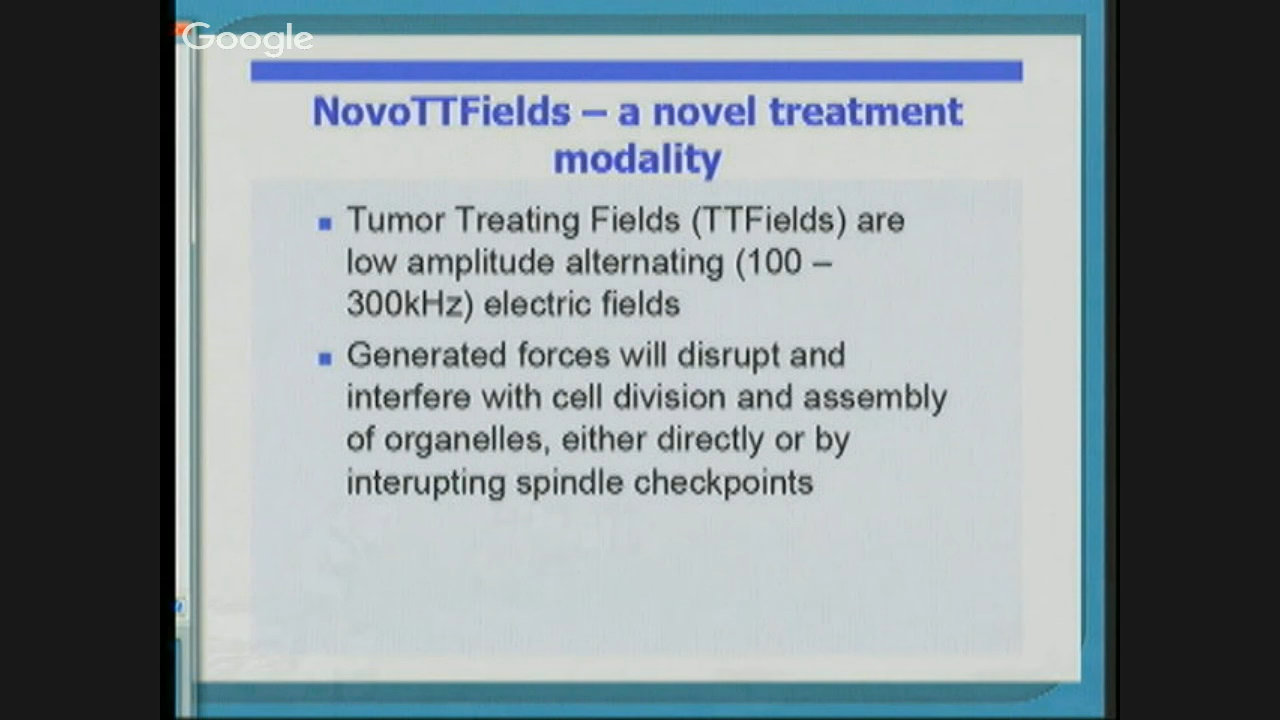 Google
NovoTTFields – a novel treatment
modality
Tumor Treating Fields (TTFields) are
low amplitude alternating (100 –
300kHz) electric fields
Generated forces will disrupt and
interfere with cell division and assembly
of organelles, either directly or by
interupting spindle checkpoints